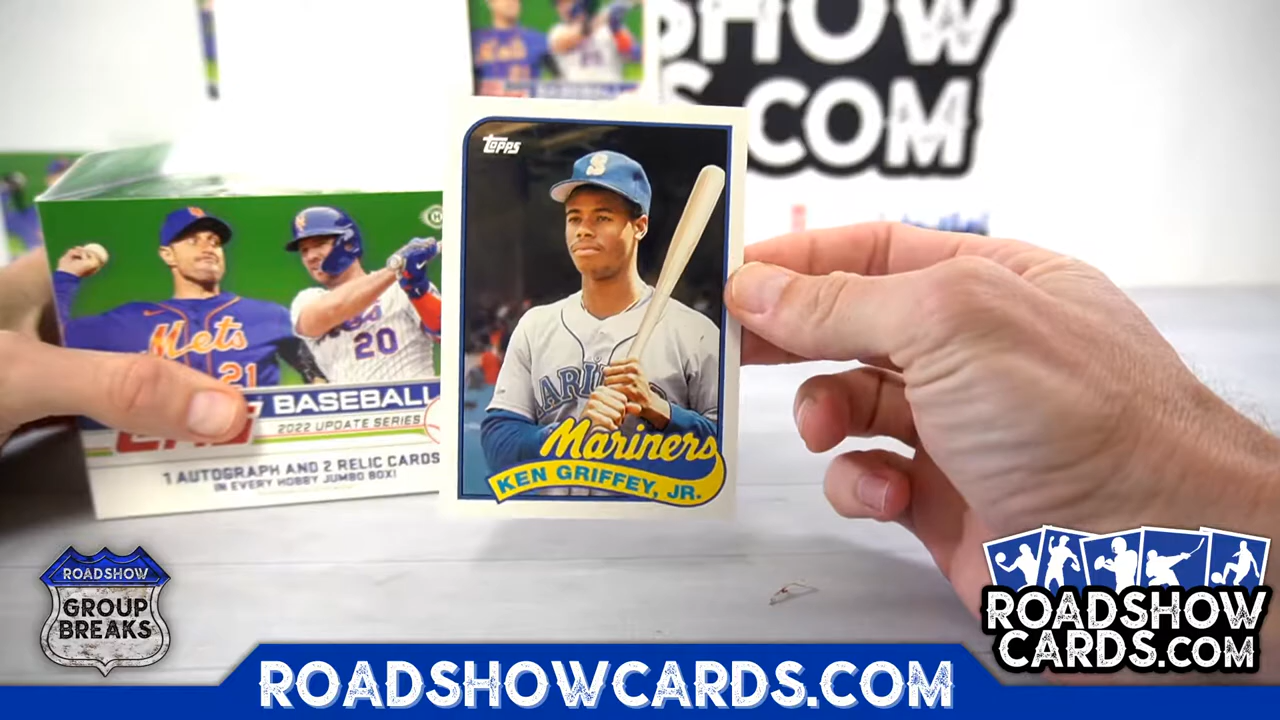 SHOW
S.COM
TOPPS
Mets
21
20
BASEBALL
2022 UPDATE SERIES
1 AUTOGRAPH AND 2 RELIC CARDS
IN EVERY HOBBY JUMBO BOX!
Mariners
KEN GRIFFEY, JR.
ROADSHOW
GROUP
BREAKS
ROADSHOW
CARDS.COM
ROADSHOWCARDS.COM